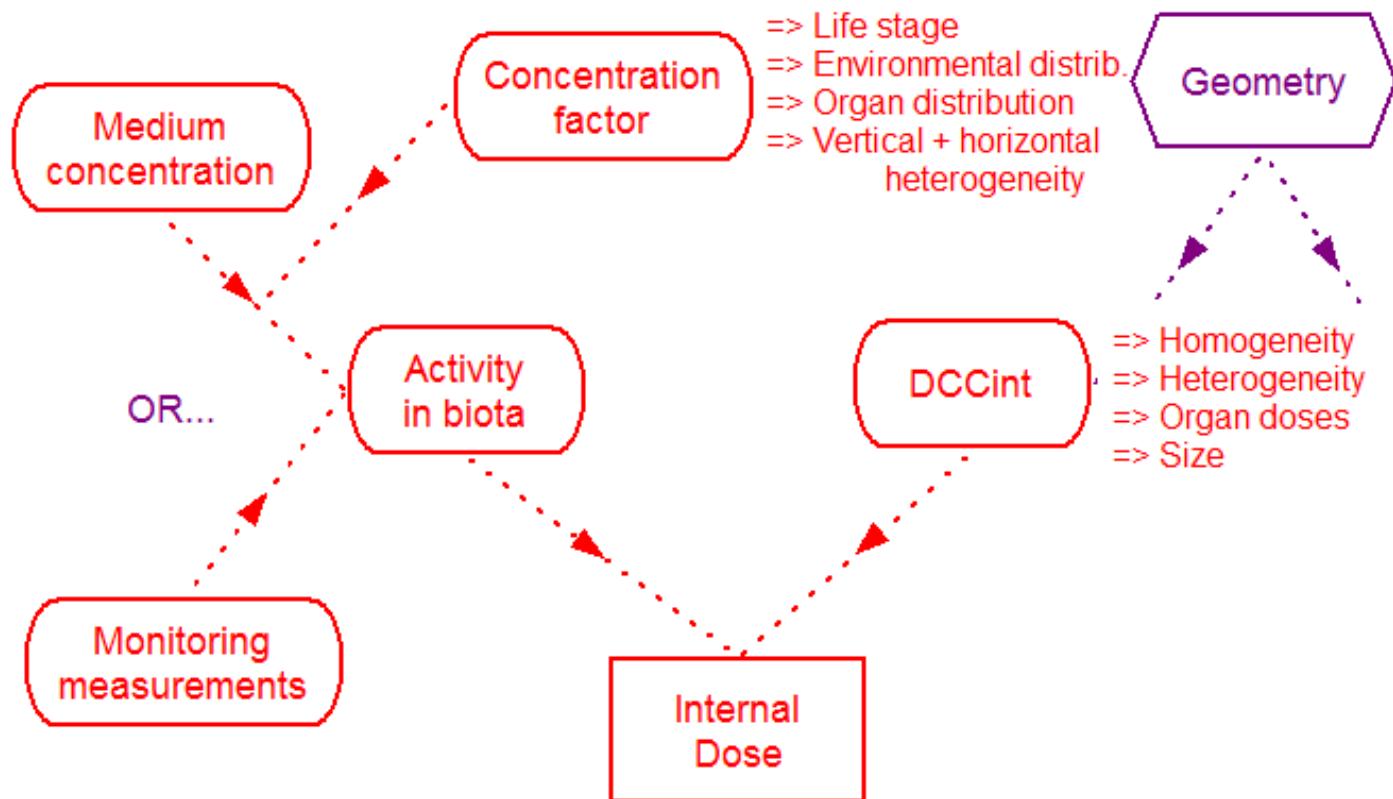 Medium
concentration
Concentration
factor
=> Life stage
=> Environmental distrib.
=> Organ distribution
=> Vertical + horizontal
heterogeneity
Geometry
OR...
Activity
in biota
DCCint
=> Homogeneity
=> Heterogeneity
=> Organ doses
=> Size
Monitoring
measurements
Internal
Dose